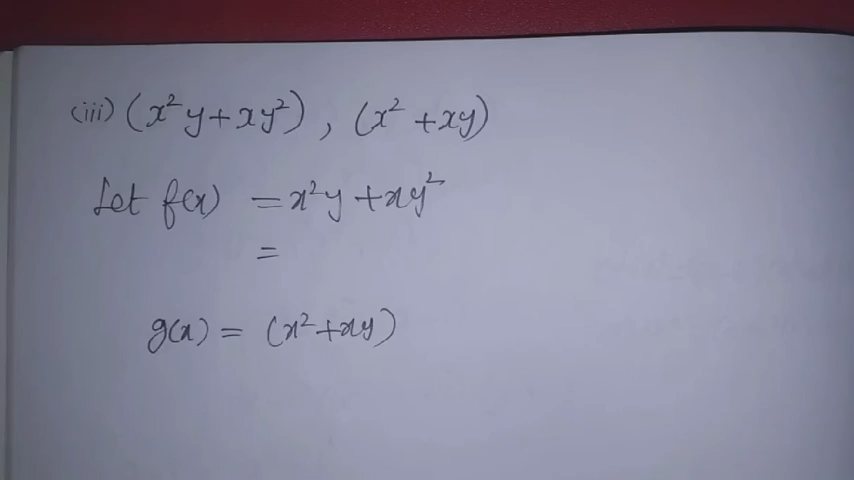 (iii) (x²y+xy²), (x²+xy)
Let f(x) = x²y+xy²
=
g(x) = (x²+xy)